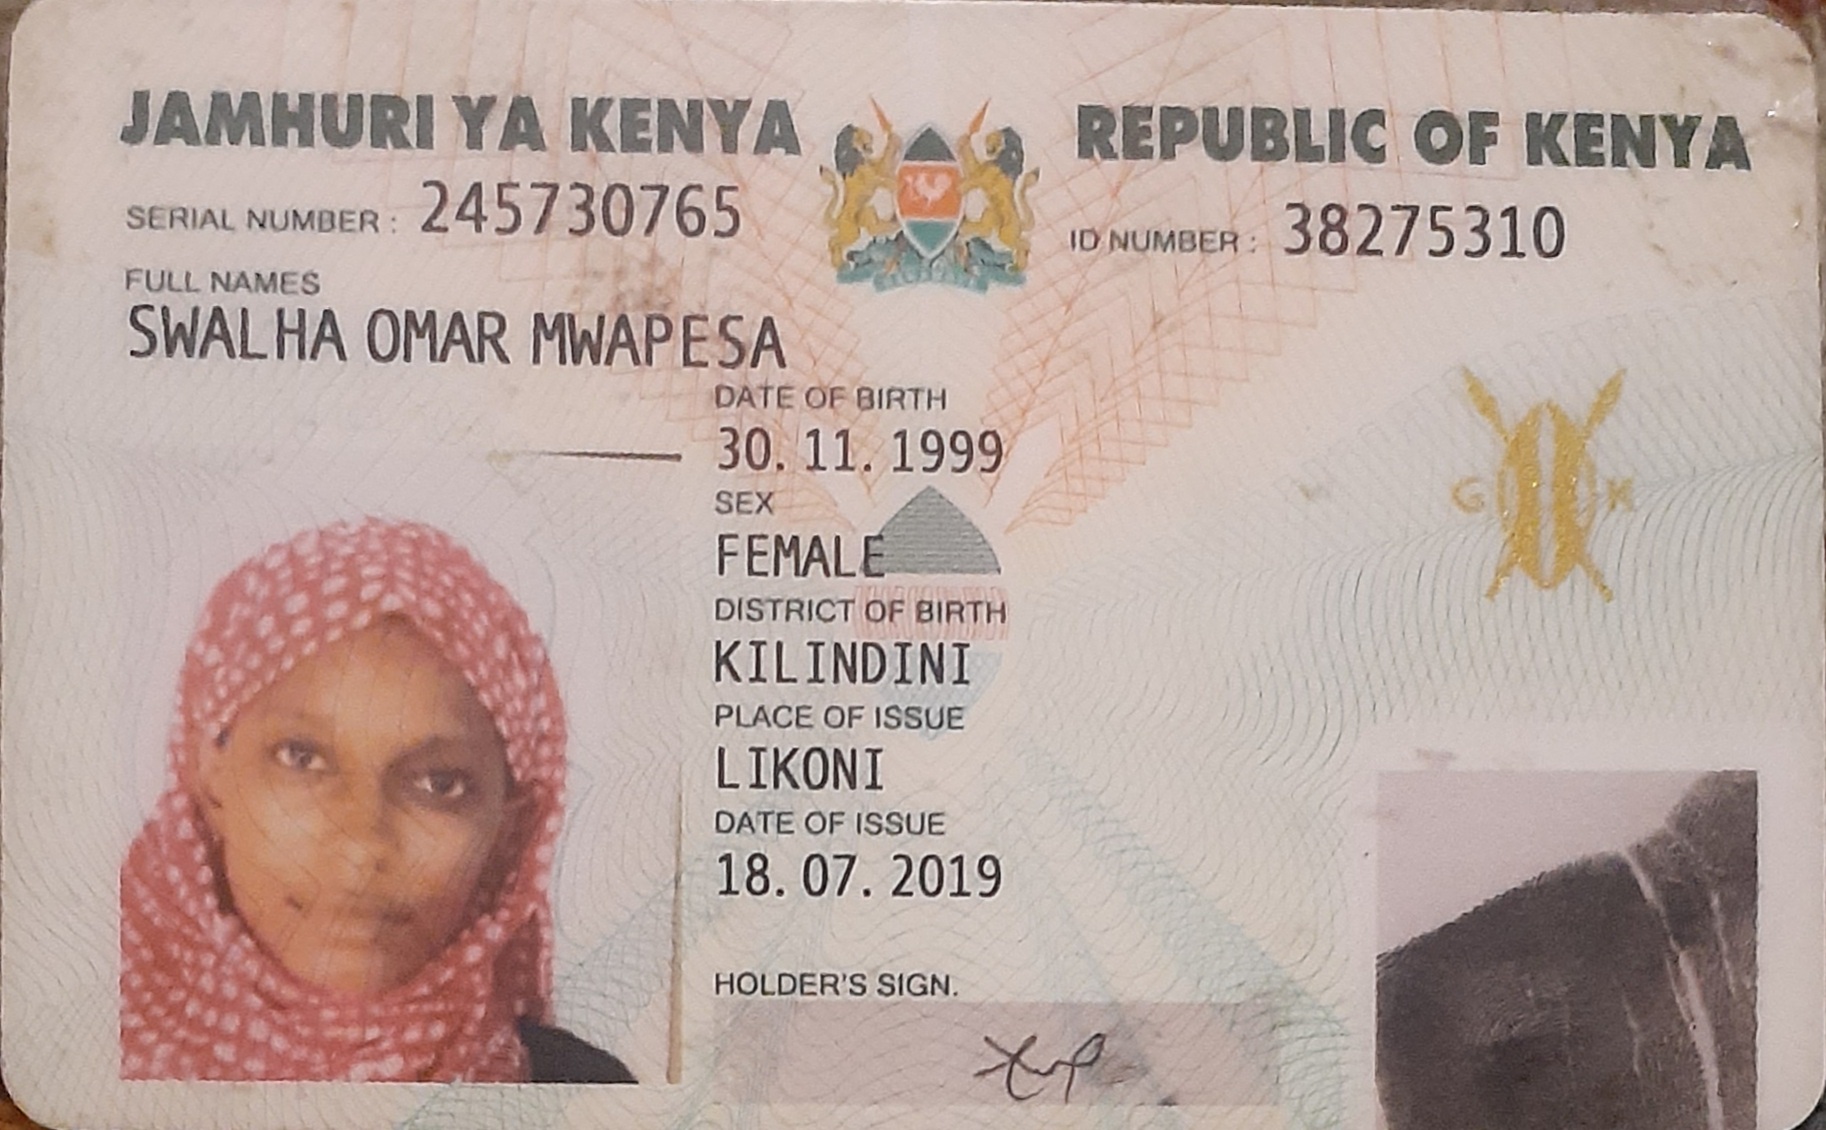 JAMHURI YA KENYA REPUBLIC OF KENYA
SERIAL NUMBER : 245730765 ID NUMBER : 38275310
FULL NAMES
SWALHA OMAR MWAPESA
DATE OF BIRTH
30. 11. 1999
SEX
FEMALE
G K
DISTRICT OF BIRTH
KILINDINI
PLACE OF ISSUE
LIKONI
DATE OF ISSUE
18. 07. 2019
HOLDER'S SIGN.